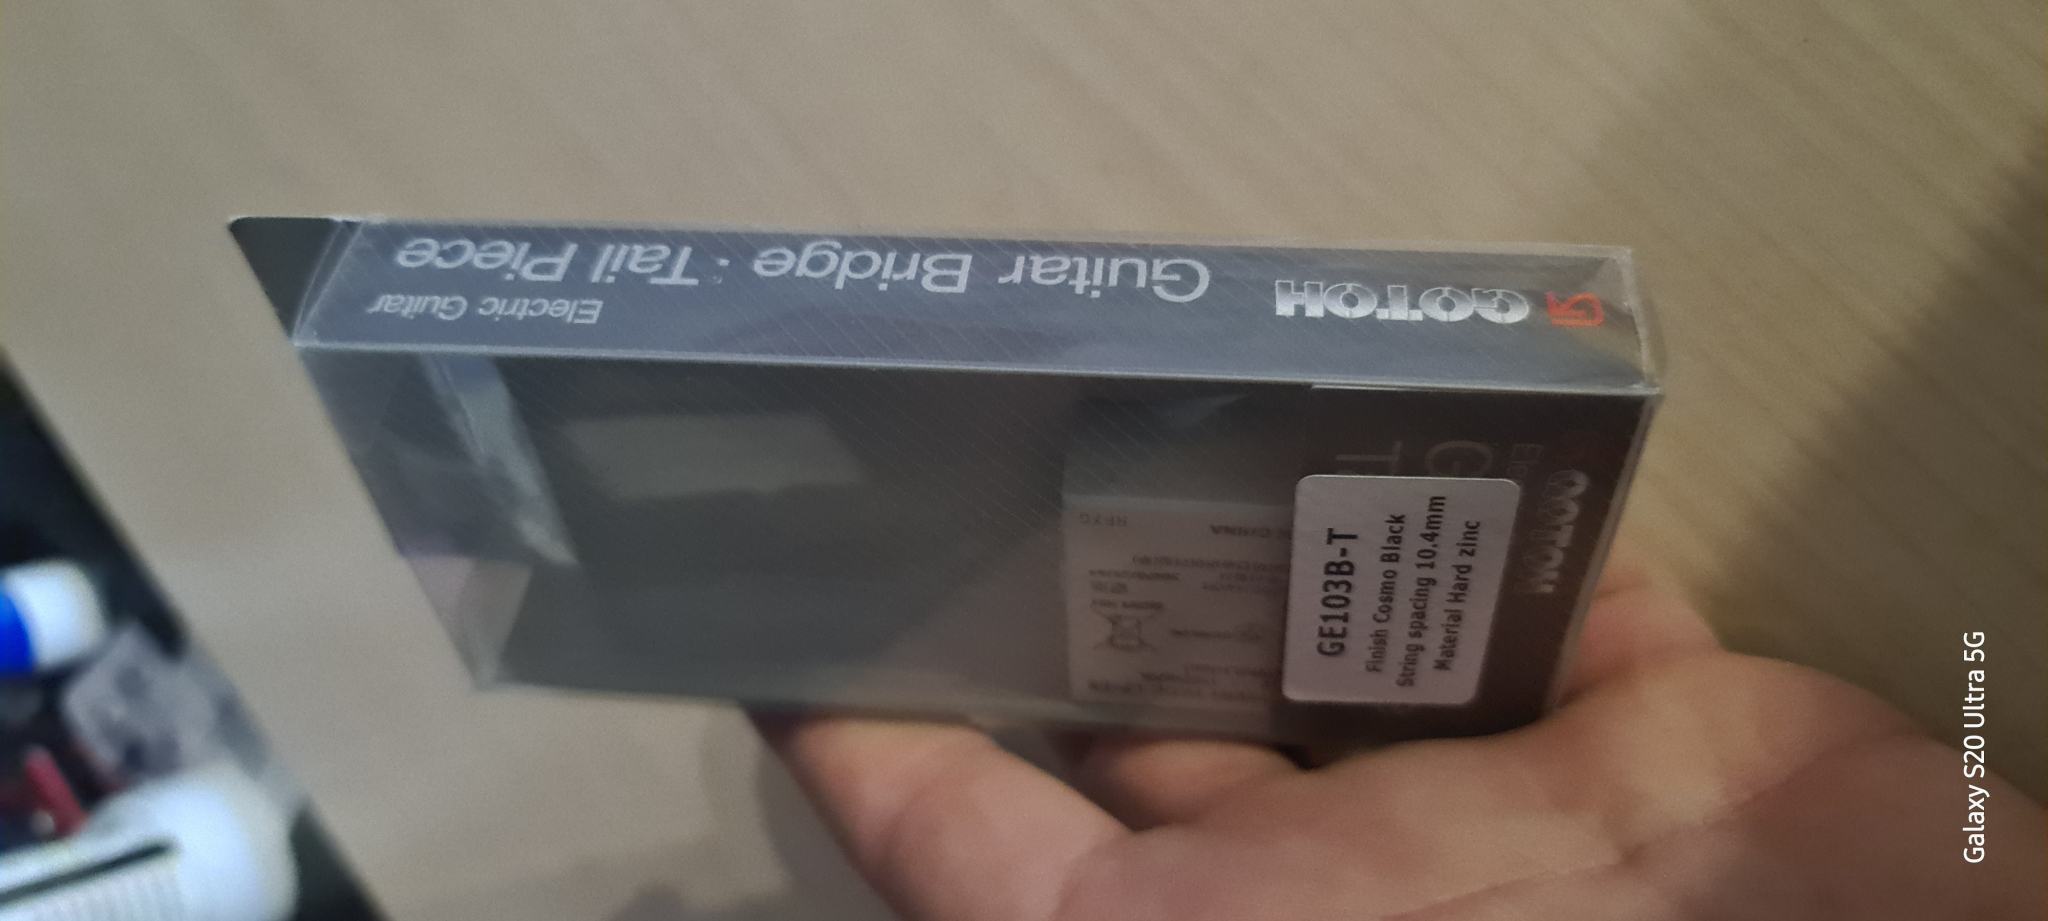 GOTOH
Guitar Bridge · Tail Piece
Electric Guitar
GOTOH
GE103B-T
Finish Cosmo Black
String spacing 10.4mm
Material Hard zinc
CHINA
Galaxy S20 Ultra 5G